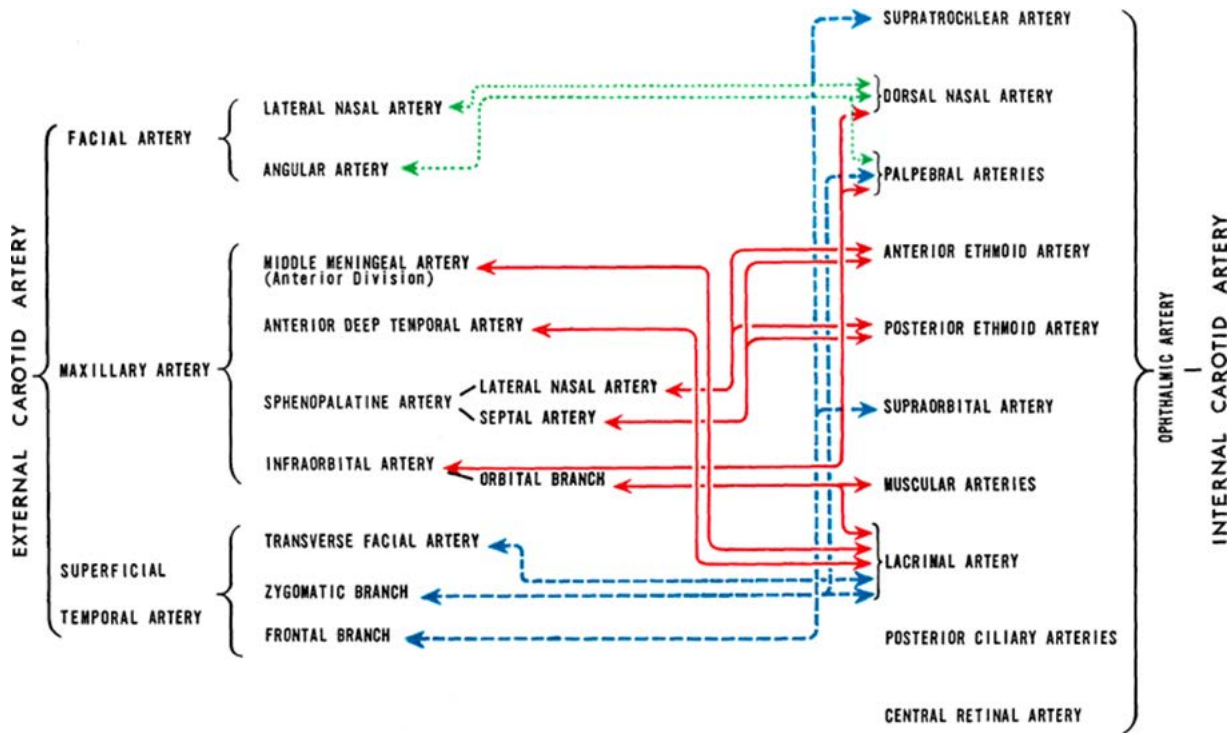 EXTERNAL CAROTID ARTERY
FACIAL ARTERY
LATERAL NASAL ARTERY
ANGULAR ARTERY
MAXILLARY ARTERY
MIDDLE MENINGEAL ARTERY
(Anterior Division)
ANTERIOR DEEP TEMPORAL ARTERY
SPHENOPALATINE ARTERY
LATERAL NASAL ARTERY
SEPTAL ARTERY
INFRAORBITAL ARTERY
ORBITAL BRANCH
SUPERFICIAL
TEMPORAL ARTERY
TRANSVERSE FACIAL ARTERY
ZYGOMATIC BRANCH
FRONTAL BRANCH
SUPRATROCHLEAR ARTERY
DORSAL NASAL ARTERY
PALPEBRAL ARTERIES
ANTERIOR ETHMOID ARTERY
POSTERIOR ETHMOID ARTERY
SUPRAORBITAL ARTERY
MUSCULAR ARTERIES
LACRIMAL ARTERY
POSTERIOR CILIARY ARTERIES
CENTRAL RETINAL ARTERY
OPHTHALMIC ARTERY
INTERNAL CAROTID ARTERY